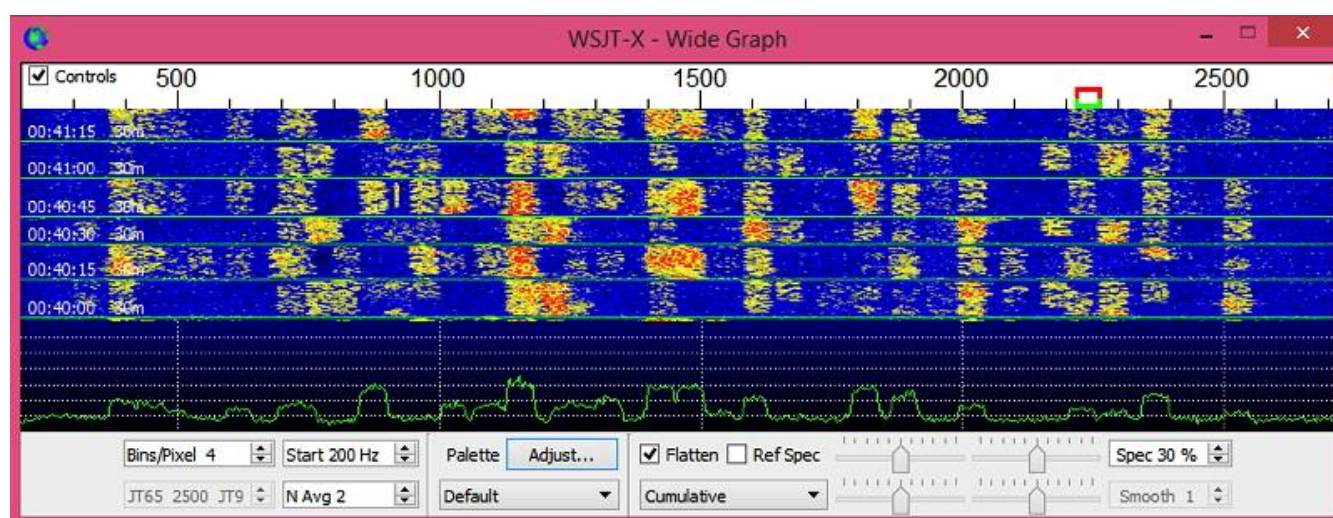 WSJT-X - Wide Graph
Controls 500 1000 1500 2000 2500
00:41:15 30m
00:41:00 30m
00:40:45 30m
00:40:30 30m
00:40:15 30m
00:40:00 30m
Bins/Pixel 4 Start 200 Hz Palette Adjust... Flatten Ref Spec Spec 30 %
JT65 2500 JT9 N Avg 2 Default Cumulative Smooth 1